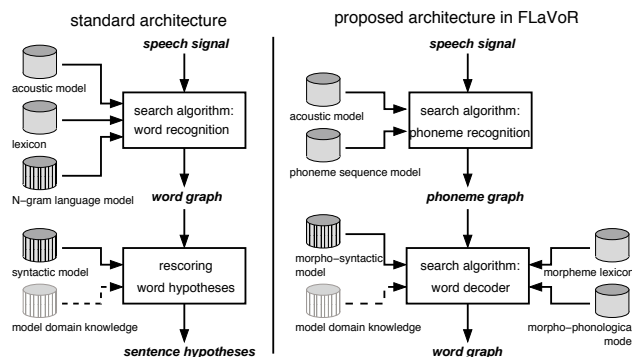 standard architecture
speech signal
acoustic model
lexicon
N-gram language model
search algorithm:
word recognition
word graph
syntactic model
model domain knowledge
rescoring
word hypotheses
sentence hypotheses
proposed architecture in FLaVoR
speech signal
acoustic model
phoneme sequence model
search algorithm:
phoneme recognition
phoneme graph
morpho-syntactic
model
model domain knowledge
search algorithm:
word decoder
morpheme lexicon
morpho-phonologica
mode
word graph